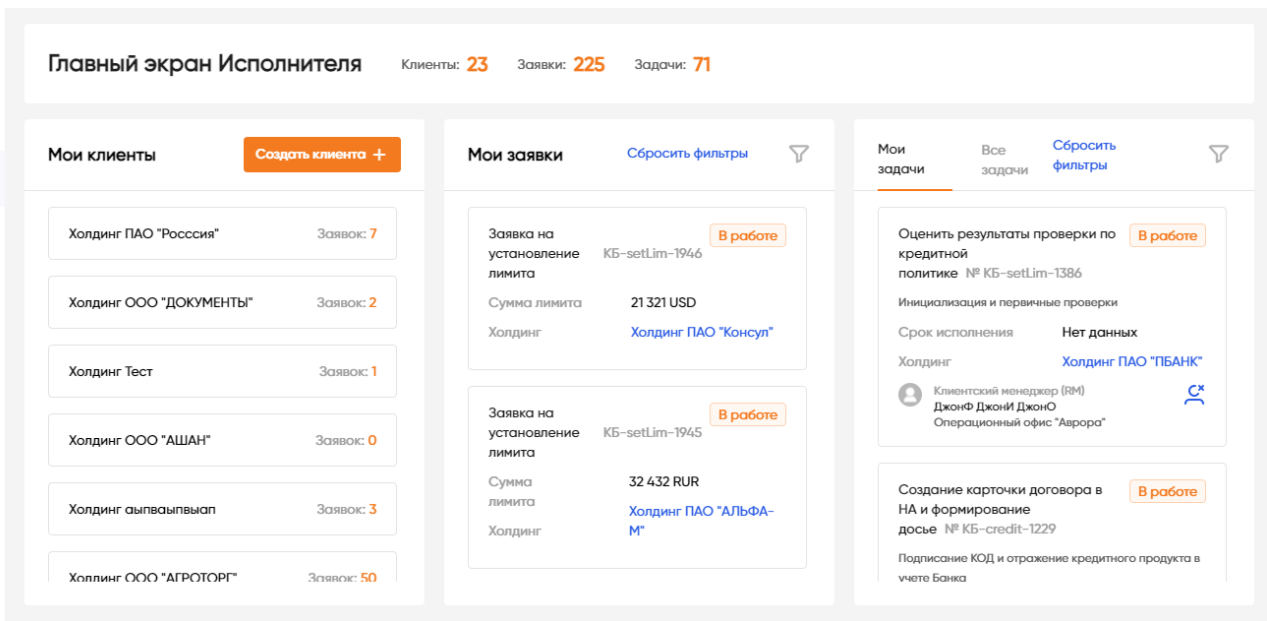 Главный экран Исполнителя Клиенты: 23 Заявки: 225 Задачи: 71
Мои клиенты Создать клиента +
Холдинг ПАО "Росссия" Заявок: 7
Холдинг ООО "ДОКУМЕНТЫ" Заявок: 2
Холдинг Тест Заявок: 1
Холдинг ООО "АШАН" Заявок: 0
Холдинг аыпваыпвыап Заявок: 3
Холдинг ООО "АГРОТОРГ" Заявок: 50
Мои заявки Сбросить фильтры
Заявка на
установление
лимита
КБ-setLim-1946
В работе
Сумма лимита 21 321 USD
Холдинг Холдинг ПАО "Консул"
Заявка на
установление
лимита
КБ-setLim-1945
В работе
Сумма
лимита
32 432 RUR
Холдинг
Холдинг ПАО "АЛЬФА-
М"
Мои
задачи
Все
задачи
Сбросить
фильтры
Оценить результаты проверки по
кредитной
политике № КБ-setLim-1386
В работе
Инициализация и первичные проверки
Срок исполнения Нет данных
Холдинг Холдинг ПАО "ПБАНК"
Клиентский менеджер (RM)
ДжонФ ДжонИ ДжонО
Операционный офис "Аврора"
Создание карточки договора в
НА и формирование
досье № КБ-credit-1229
В работе
Подписание КОД и отражение кредитного продукта в
учете Банка